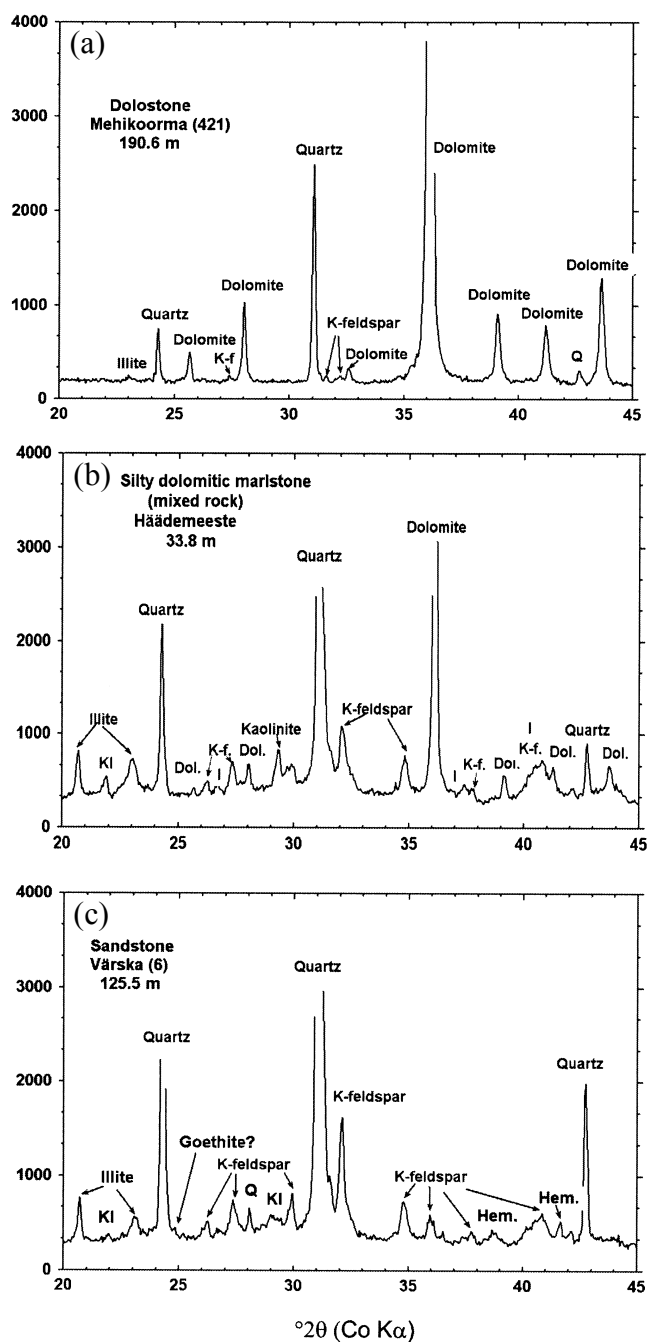 4000
(a)
Dolostone
Mehikoorma (421)
190.6 m
3000
Quartz
Dolomite
2000
Dolomite
Dolomite
Dolomite
Quartz
Dolomite
1000
K-feldspar
Dolomite
K-f
Dolomite
Q
Illite
0
20 25 30 35 40 45
4000
(b)
Silty dolomitic marlstone
(mixed rock)
Häädemeeste
33.8 m
Dolomite
3000
Quartz
Quartz
2000
K-feldspar
I
Illite
Kaolinite
K-f.
Quartz
1000
Kl
Dol.
K-f.
Dol.
I
I
K-f.
Dol.
Dol.
Dol.
0
20 25 30 35 40 45
4000
(c)
Sandstone
Värska (6)
125.5 m
Quartz
3000
Quartz
Quartz
2000
K-feldspar
Goethite?
Illite
K-feldspar
K-feldspar
1000
Kl
Q
Kl
Hem.
Hem.
0
20 25 30 35 40 45
°2θ (Co Kα)